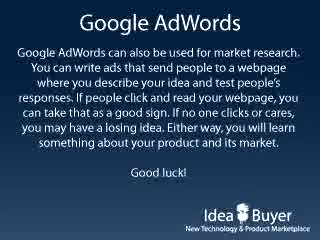 Google AdWords
Google AdWords can also be used for market research.
You can write ads that send people to a webpage
where you describe your idea and test people's
responses. If people click and read your webpage, you
can take that as a good sign. If no one clicks or cares,
you may have a losing idea. Either way, you will learn
something about your product and its market.
Good luck!
Idea Buyer
New Technology & Product Marketplace